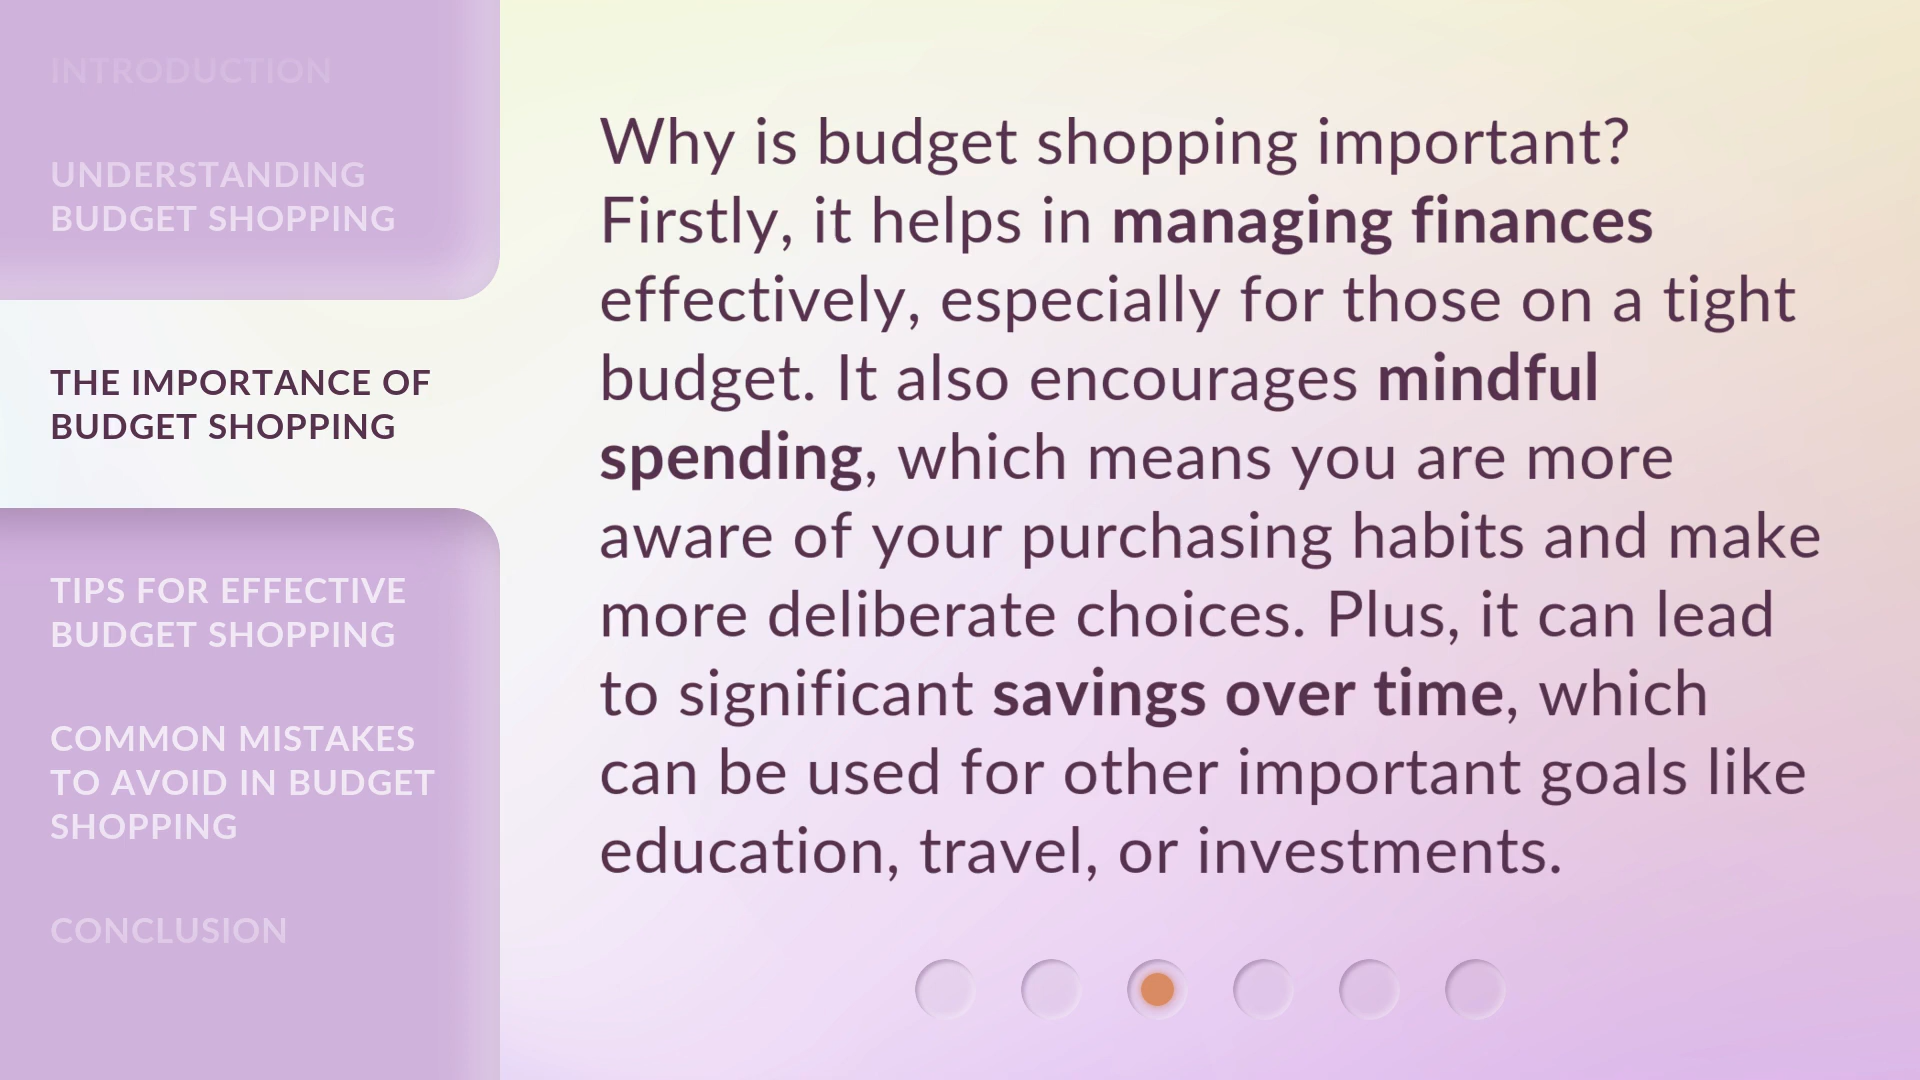 INTRODUCTION
UNDERSTANDING
BUDGET SHOPPING
THE IMPORTANCE OF
BUDGET SHOPPING
TIPS FOR EFFECTIVE
BUDGET SHOPPING
COMMON MISTAKES
TO AVOID IN BUDGET
SHOPPING
CONCLUSION
Why is budget shopping important?
Firstly, it helps in managing finances
effectively, especially for those on a tight
budget. It also encourages mindful
spending, which means you are more
aware of your purchasing habits and make
more deliberate choices. Plus, it can lead
to significant savings over time, which
can be used for other important goals like
education, travel, or investments.